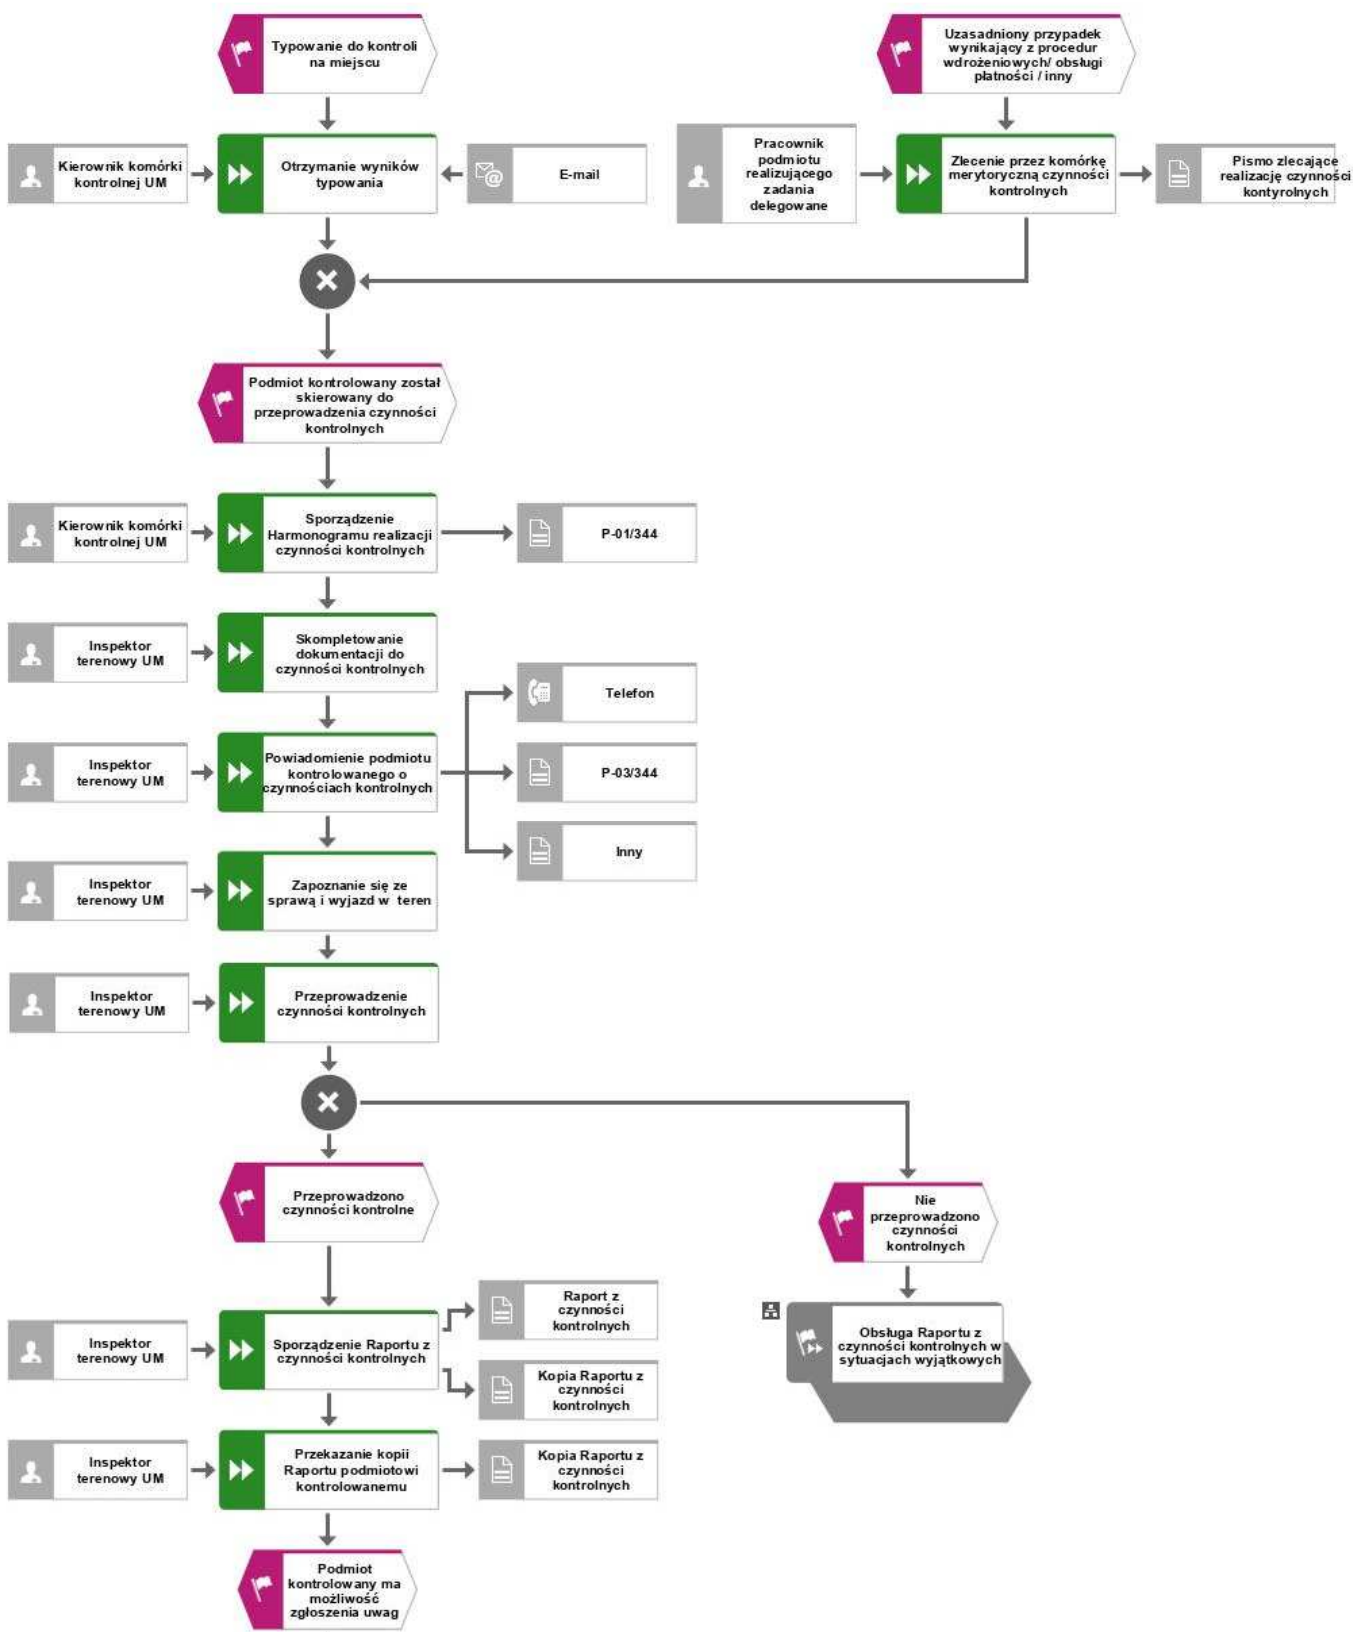 Typowanie do kontroli
na miejscu
Uzasadniony przypadek
wynikający z procedur
wdrożeniowych/ obsługi
płatności / inny
Kierownik komórki
kontrolnej UM
Otrzymanie wyników
typowania
E-mail
Pracownik
podmiotu
realizującego
zadania
delegowane
Zlecenie przez komórkę
merytoryczną czynności
kontrolnych
Pismo zlecające
realizację czynności
kontyrolnych
Podmiot kontrolowany został
skierowany do
przeprowadzenia czynności
kontrolnych
Kierownik komórki
kontrolnej UM
Sporządzenie
Harmonogramu realizacji
czynności kontrolnych
P-01/344
Inspektor
terenowy UM
Skompletowanie
dokumentacji do
czynności kontrolnych
Telefon
Inspektor
terenowy UM
Powiadomienie podmiotu
kontrolowanego o
czynnościach kontrolnych
P-03/344
Inny
Inspektor
terenowy UM
Zapoznanie się ze
sprawą i wyjazd w teren
Inspektor
terenowy UM
Przeprowadzenie
czynności kontrolnych
Przeprowadzono
czynności kontrolne
Nie
przeprowadzono
czynności
kontrolnych
Inspektor
terenowy UM
Sporządzenie Raportu z
czynności kontrolnych
Raport z
czynności
kontrolnych
Kopia Raportu z
czynności
kontrolnych
Obsługa Raportu z
czynności kontrolnych w
sytuacjach wyjątkowych
Inspektor
terenowy UM
Przekazanie kopii
Raportu podmiotowi
kontrolowanemu
Kopia Raportu z
czynności
kontrolnych
Podmiot
kontrolowany ma
możliwość
zgłoszenia uwag